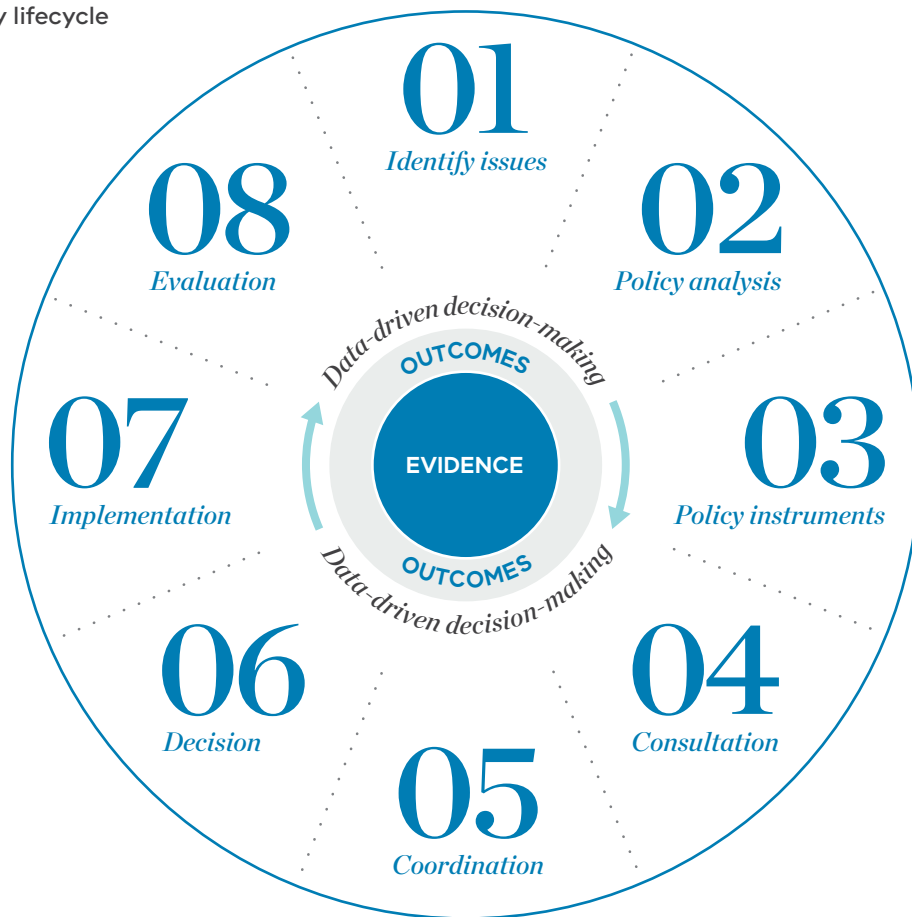 y lifecycle
01
Identify issues
02
Policy analysis
03
Policy instruments
04
Consultation
05
Coordination
06
Decision
07
Implementation
08
Evaluation
Data-driven decision-making
OUTCOMES
EVIDENCE
OUTCOMES
Data-driven decision-making